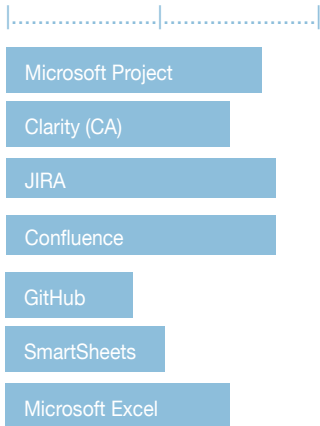 Microsoft Project
Clarity (CA)
JIRA
Confluence
GitHub
SmartSheets
Microsoft Excel